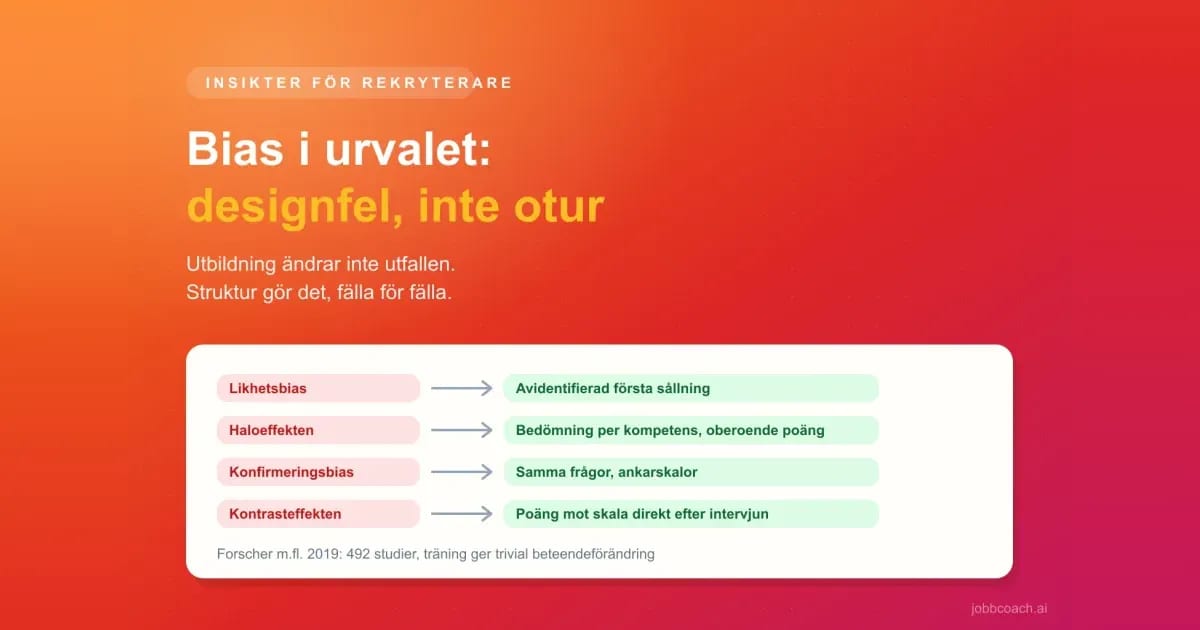 INSIKTER FÖR REKRYTERARE
Bias i urvalet:
designfel, inte otur
Utbildning ändrar inte utfallen.
Struktur gör det, fälla för fälla.
Likhetsbias → Avidentifierad första sållning
Haloeffekten → Bedömning per kompetens, oberoende poäng
Konfirmeringsbias → Samma frågor, ankarskalor
Kontrasteffekten → Poäng mot skala direkt efter intervjun
Forscher m.fl. 2019: 492 studier, träning ger trivial beteendeförändring
jobbcoach.ai